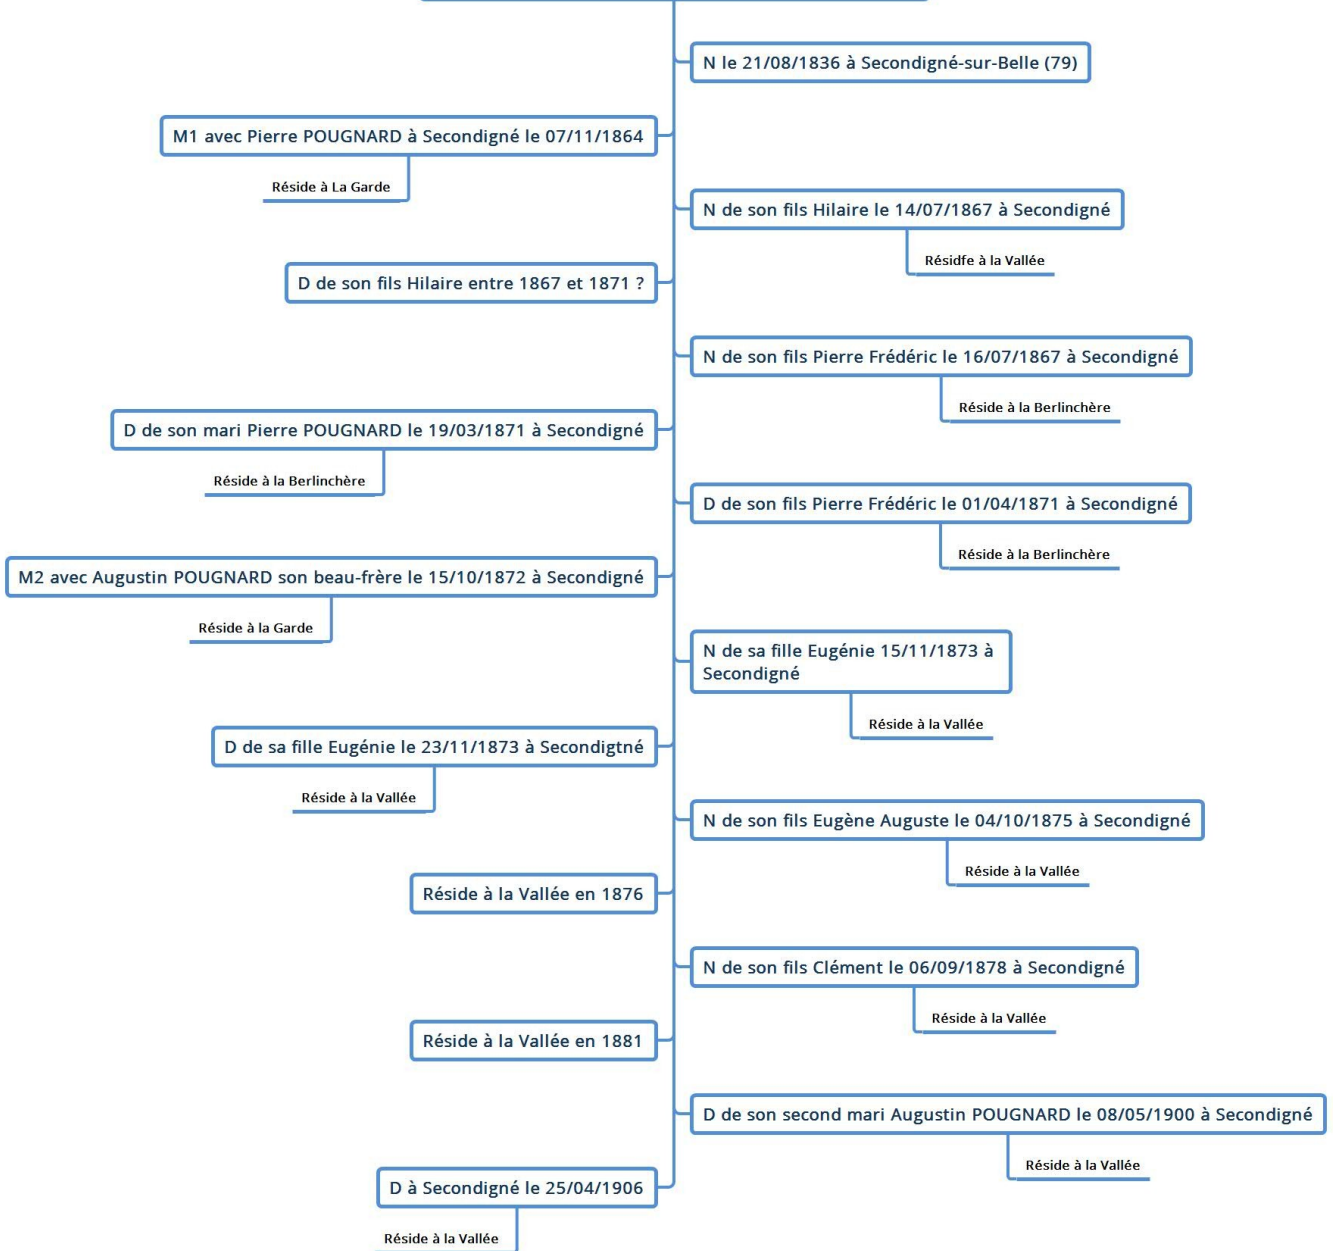 N le 21/08/1836 à Secondigné-sur-Belle (79)
M1 avec Pierre POUGNARD à Secondigné le 07/11/1864
Réside à La Garde
N de son fils Hilaire le 14/07/1867 à Secondigné
Résidfe à la Vallée
D de son fils Hilaire entre 1867 et 1871 ?
N de son fils Pierre Frédéric le 16/07/1867 à Secondigné
Réside à la Berlinchère
D de son mari Pierre POUGNARD le 19/03/1871 à Secondigné
Réside à la Berlinchère
D de son fils Pierre Frédéric le 01/04/1871 à Secondigné
Réside à la Berlinchère
M2 avec Augustin POUGNARD son beau-frère le 15/10/1872 à Secondigné
Réside à la Garde
N de sa fille Eugénie 15/11/1873 à
Secondigné
Réside à la Vallée
D de sa fille Eugénie le 23/11/1873 à Secondigtné
Réside à la Vallée
N de son fils Eugène Auguste le 04/10/1875 à Secondigné
Réside à la Vallée
Réside à la Vallée en 1876
N de son fils Clément le 06/09/1878 à Secondigné
Réside à la Vallée
Réside à la Vallée en 1881
D de son second mari Augustin POUGNARD le 08/05/1900 à Secondigné
Réside à la Vallée
D à Secondigné le 25/04/1906
Réside à la Vallée